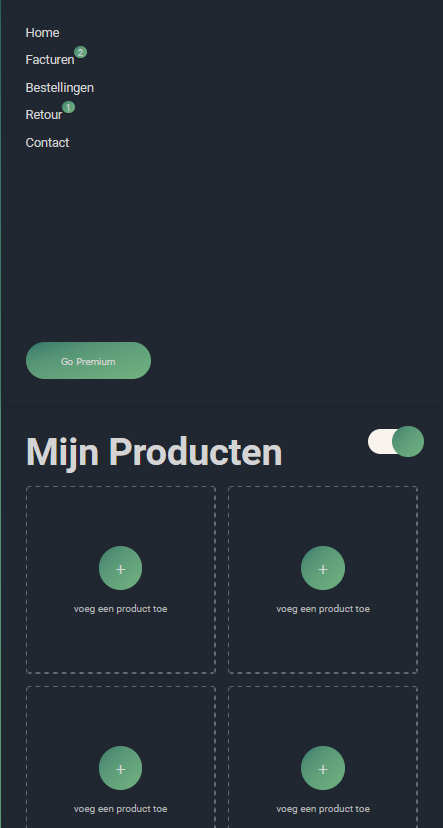 Home
Facturen 2
Bestellingen
Retour 1
Contact
Go Premium
Mijn Producten
+ +
voeg een product toe voeg een product toe
+ +
voeg een product toe voeg een product toe